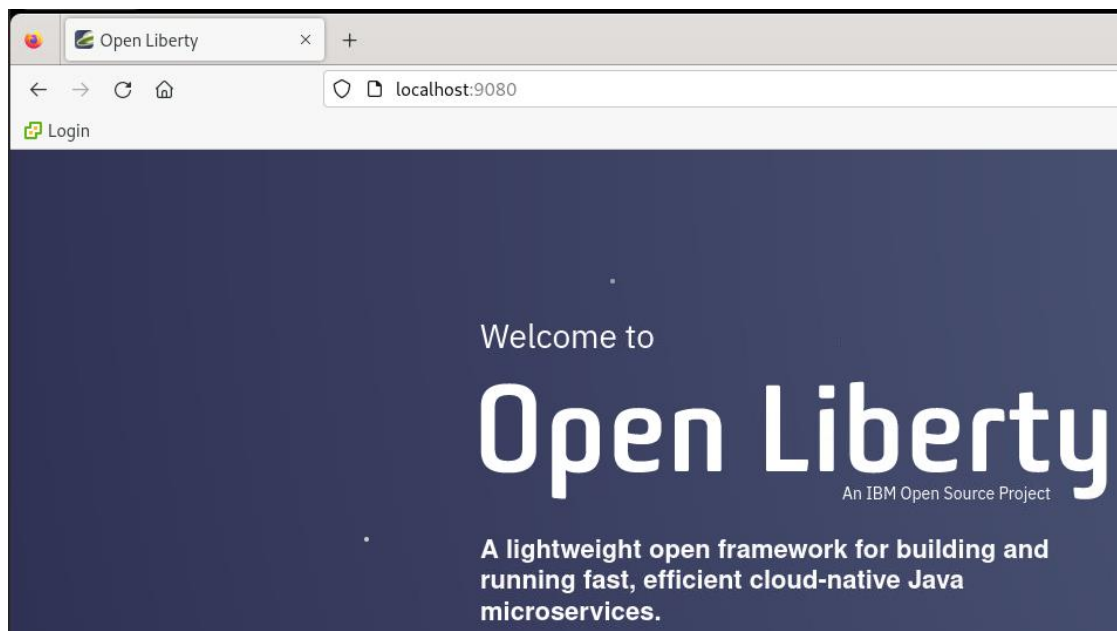 Open Liberty
localhost:9080
Login
Welcome to
Open Liberty
An IBM Open Source Project
A lightweight open framework for building and
running fast, efficient cloud-native Java
microservices.